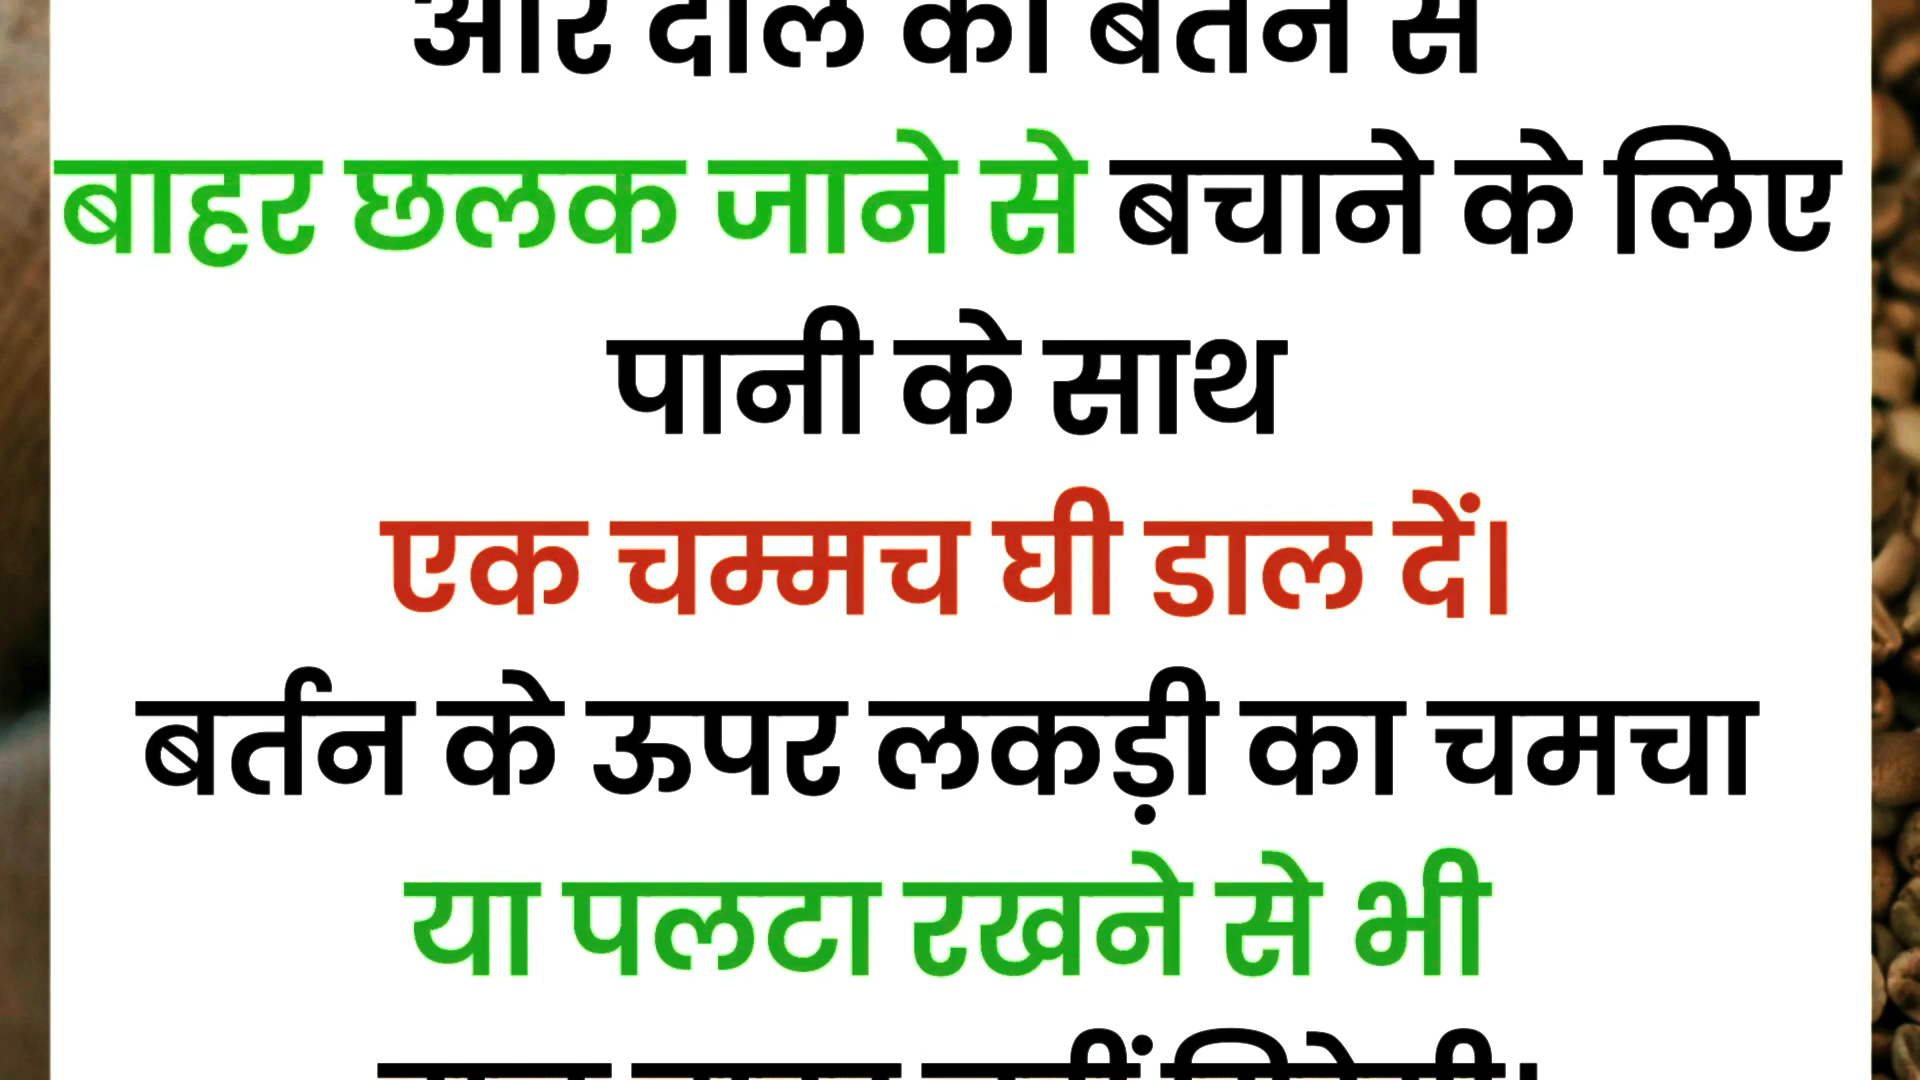 और दाल को बर्तन से
बाहर छलक जाने से बचाने के लिए
पानी के साथ
एक चम्मच घी डाल दें।
बर्तन के ऊपर लकड़ी का चमचा
या पलटा रखने से भी